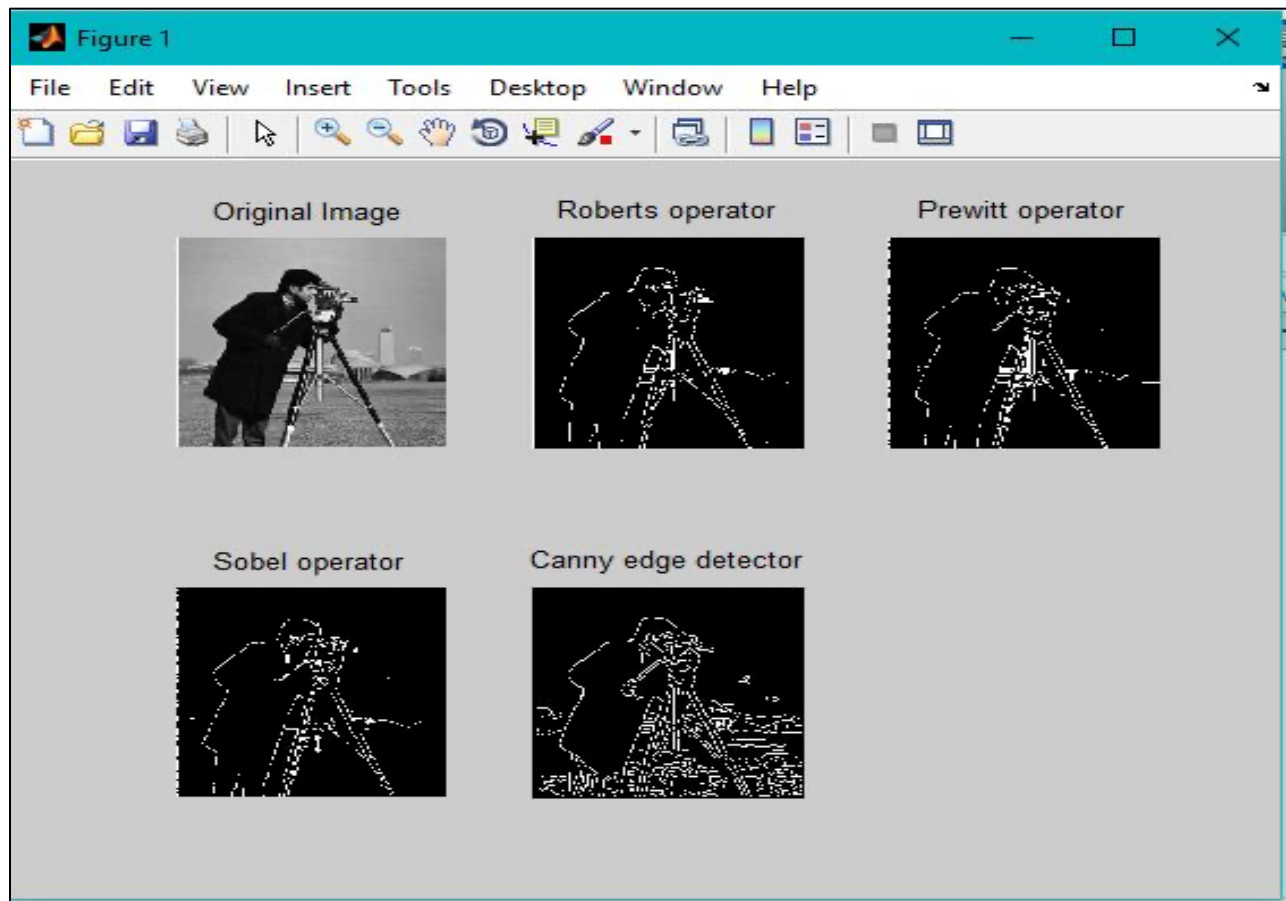 Figure 1
File Edit View Insert Tools Desktop Window Help
Original Image
Roberts operator
Prewitt operator
Sobel operator
Canny edge detector